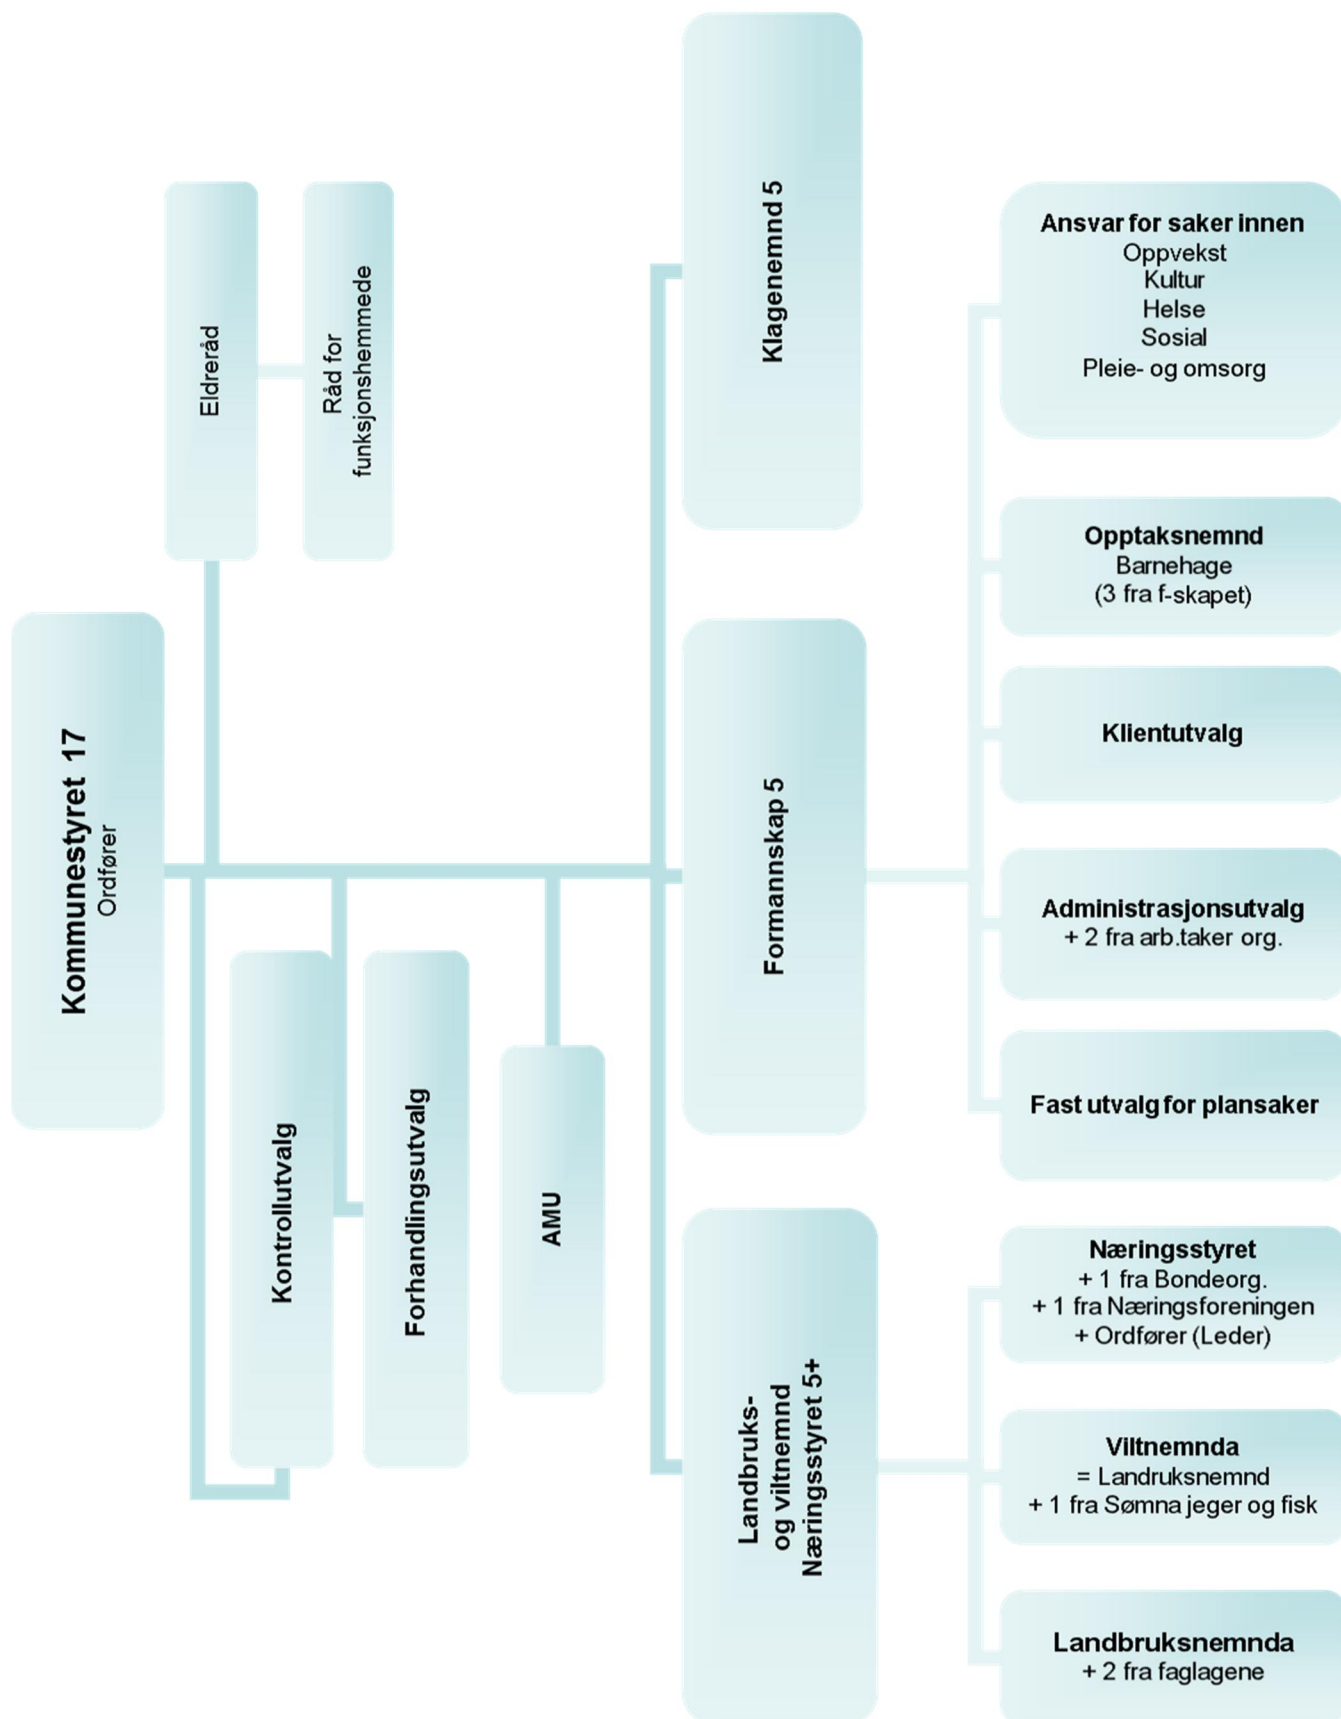 Kommunestyret 17
Ordfører
Eldreråd
Råd for
funksjonshemmede
Kontrollutvalg
Forhandlingsutvalg
AMU
Klagenemnd 5
Formannskap 5
Landbruks-
og viltnemnd
Næringsstyret 5+
Ansvar for saker innen
Oppvekst
Kultur
Helse
Sosial
Pleie- og omsorg
Opptaksnemnd
Barnehage
(3 fra f-skapet)
Klientutvalg
Administrasjonsutvalg
+ 2 fra arb.taker org.
Fast utvalg for plansaker
Næringsstyret
+ 1 fra Bondeorg.
+ 1 fra Næringsforeningen
+ Ordfører (Leder)
Viltnemnda
= Landruksnemnd
+ 1 fra Sømna jeger og fisk
Landbruksnemnda
+ 2 fra faglagene